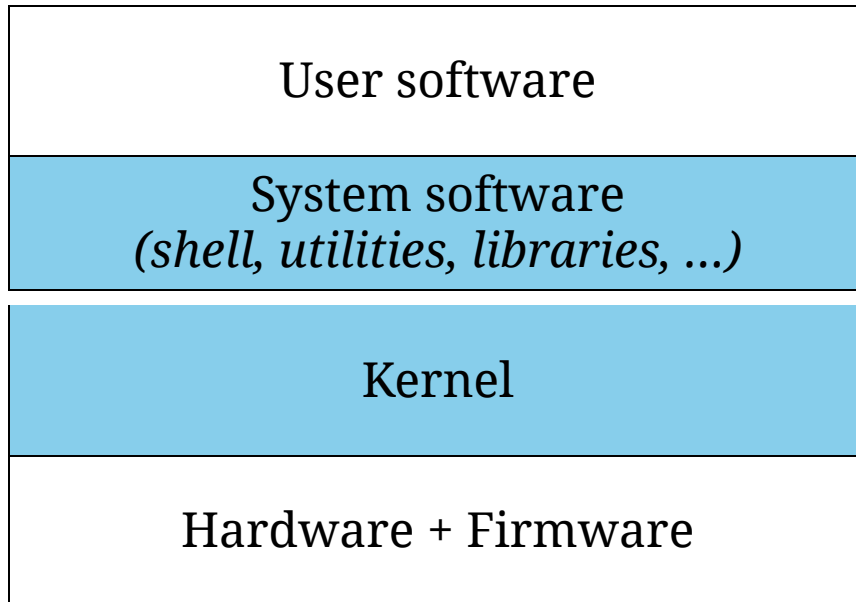 User software
System software
(shell, utilities, libraries, …)
Kernel
Hardware + Firmware